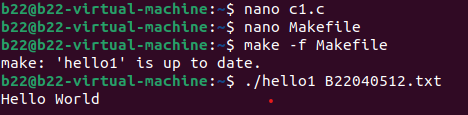 b22@b22-virtual-machine:~$ nano c1.c
b22@b22-virtual-machine:~$ nano Makefile
b22@b22-virtual-machine:~$ make -f Makefile
make: 'hello1' is up to date.
b22@b22-virtual-machine:~$ ./hello1 B22040512.txt
Hello World